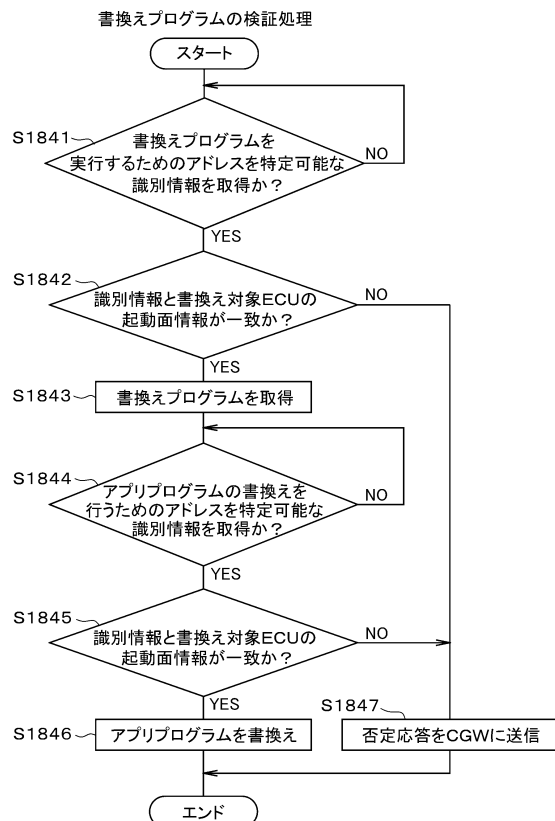 書換えプログラムの検証処理
スタート
S1841
書換えプログラムを
実行するためのアドレスを特定可能な
識別情報を取得か？
NO
YES
S1842
識別情報と書換え対象ECUの
起動面情報が一致か？
NO
YES
S1843
書換えプログラムを取得
S1844
アプリプログラムの書換えを
行うためのアドレスを特定可能な
識別情報を取得か？
NO
YES
S1845
識別情報と書換え対象ECUの
起動面情報が一致か？
NO
YES
S1846
アプリプログラムを書換え
S1847
否定応答をCGWに送信
エンド